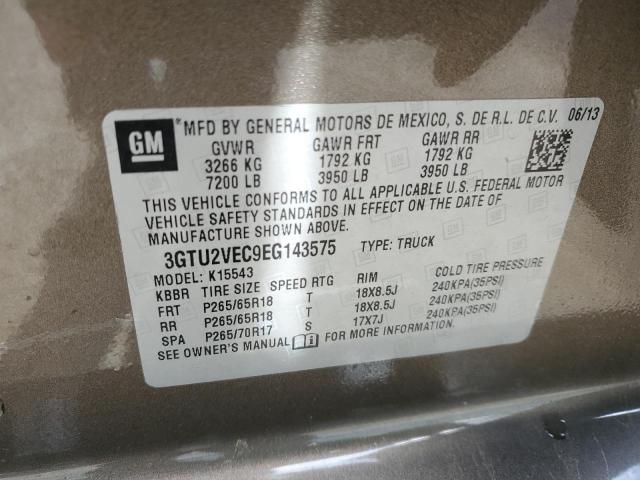 GM
*MFD BY GENERAL MOTORS DE MEXICO, S. DE R.L. DE C.V. 06/13
GVWR GAWR FRT GAWR RR
3266 KG 1792 KG 1792 KG
7200 LB 3950 LB 3950 LB
THIS VEHICLE CONFORMS TO ALL APPLICABLE U.S. FEDERAL MOTOR
VEHICLE SAFETY STANDARDS IN EFFECT ON THE DATE OF
MANUFACTURE SHOWN ABOVE.
3GTU2VEC9EG143575 TYPE: TRUCK
MODEL: K15543
KBBR TIRE SIZE SPEED RTG RIM COLD TIRE PRESSURE
FRT P265/65R18 T 18X8.5J 240KPA(35PSI)
RR P265/65R18 T 18X8.5J 240KPA(35PSI)
SPA P265/70R17 S 17X7J 240KPA(35PSI)
SEE OWNER'S MANUAL FOR MORE INFORMATION.